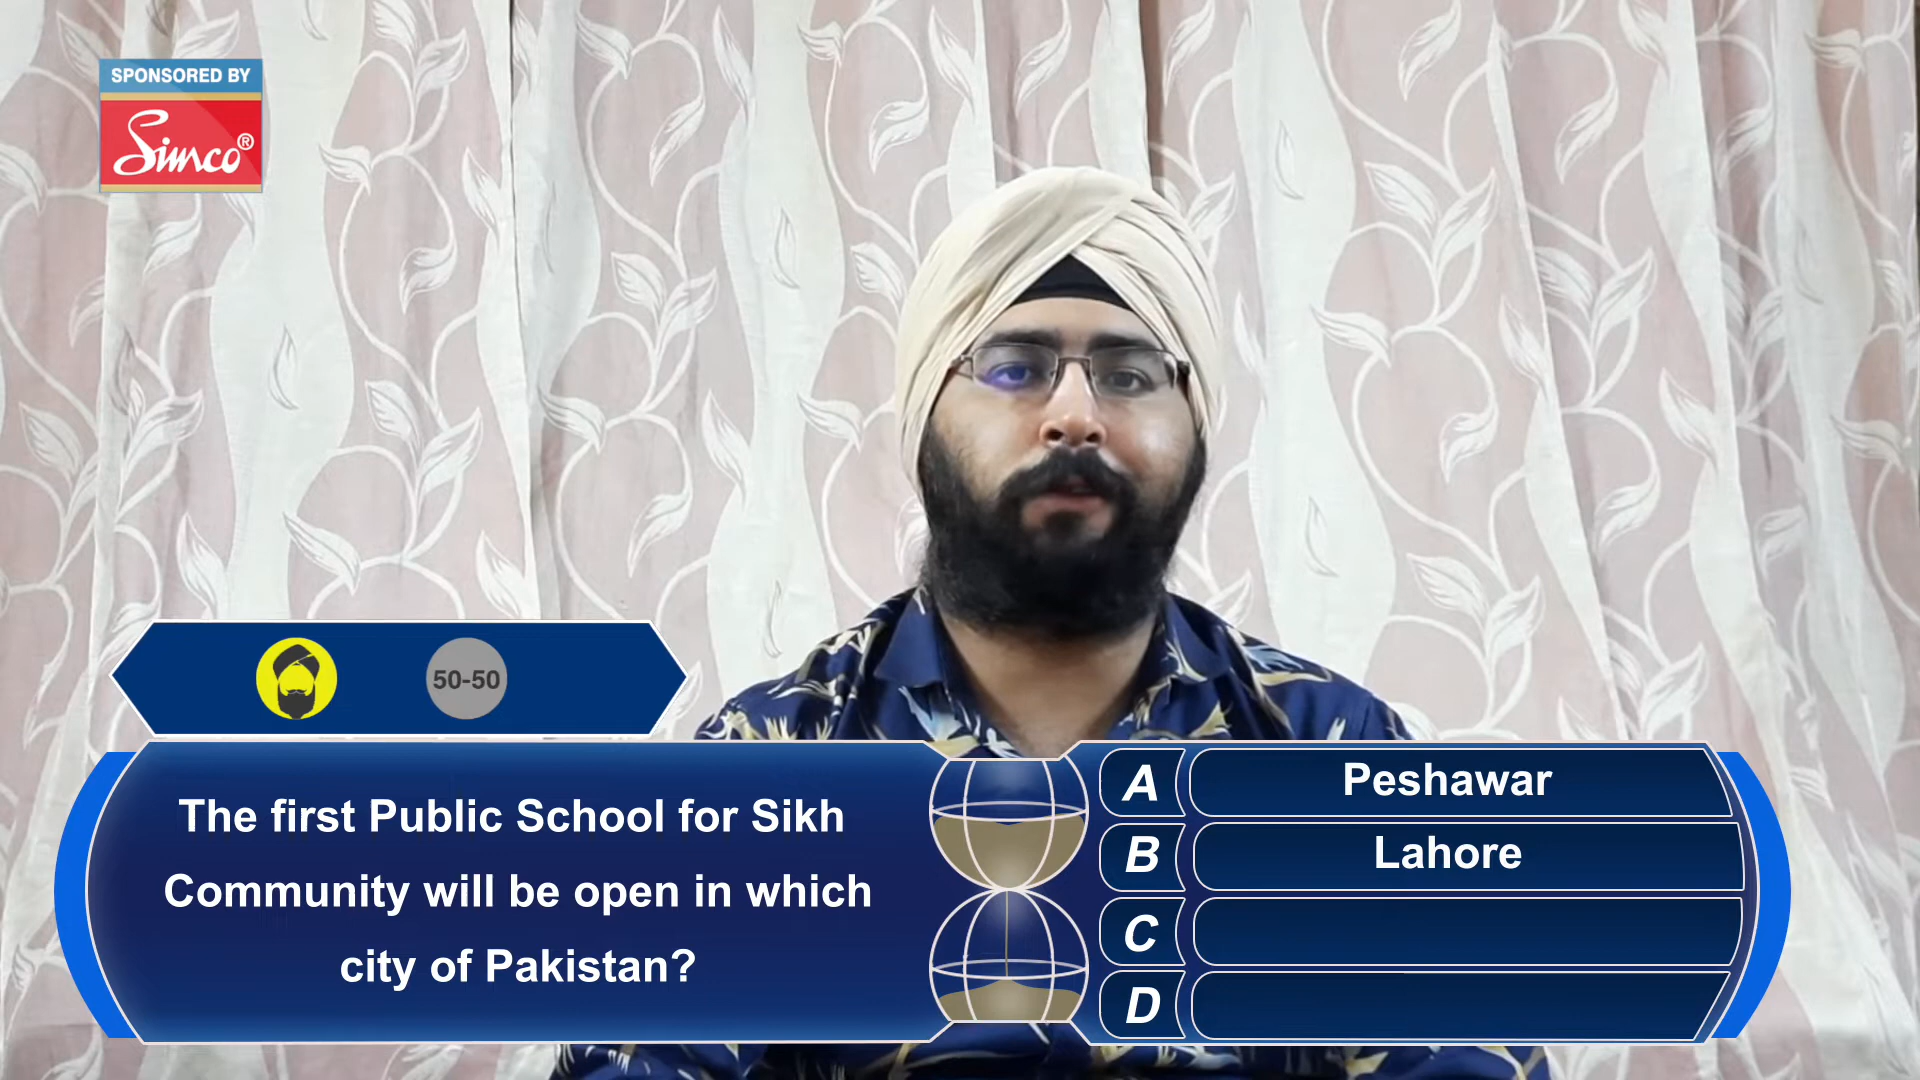 SPONSORED BY
Simco®
50-50
The first Public School for Sikh
Community will be open in which
city of Pakistan?
A Peshawar
B Lahore
C
D